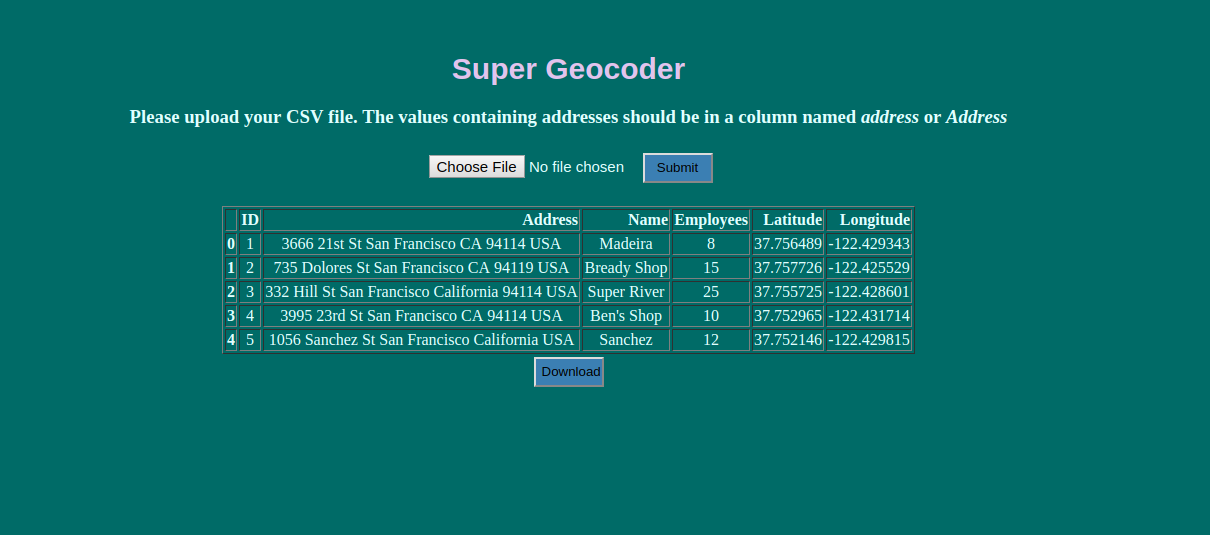 Super Geocoder
Please upload your CSV file. The values containing addresses should be in a column named address or Address
Choose File No file chosen Submit
ID Address Name Employees Latitude Longitude
0 1 3666 21st St San Francisco CA 94114 USA Madeira 8 37.756489 -122.429343
1 2 735 Dolores St San Francisco CA 94119 USA Bready Shop 15 37.757726 -122.425529
2 3 332 Hill St San Francisco California 94114 USA Super River 25 37.755725 -122.428601
3 4 3995 23rd St San Francisco CA 94114 USA Ben's Shop 10 37.752965 -122.431714
4 5 1056 Sanchez St San Francisco California USA Sanchez 12 37.752146 -122.429815
Download